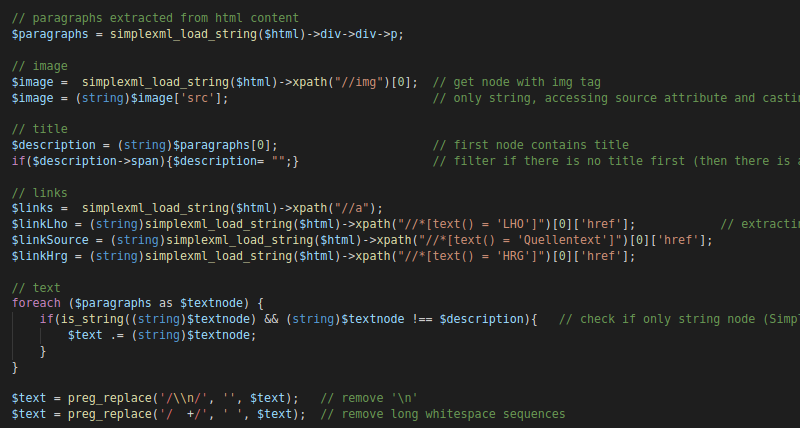 // paragraphs extracted from html content
$paragraphs = simplexml_load_string($html)->div->div->p;
// image
$image =  simplexml_load_string($html)->xpath("//img")[0];  // get node with img tag
$image = (string)$image['src'];                             // only string, accessing source attribute and casti
// title
$description = (string)$paragraphs[0];                      // first node contains title
if($description->span){$description= "";}                   // filter if there is no title first (then there is a
// links
$links =  simplexml_load_string($html)->xpath("//a");
$linkLho = (string)simplexml_load_string($html)->xpath("//*[text() = 'LHO']")[0]['href'];            // extractin
$linkSource = (string)simplexml_load_string($html)->xpath("//*[text() = 'Quellentext']")[0]['href'];
$linkHrg = (string)simplexml_load_string($html)->xpath("//*[text() = 'HRG']")[0]['href'];
// text
foreach ($paragraphs as $textnode) {
    if(is_string((string)$textnode) && (string)$textnode !== $description){   // check if only string node (Simpl
        $text .= (string)$textnode;
    }
}
$text = preg_replace('/\\n/', '', $text);   // remove '\n'
$text = preg_replace('/  +/', ' ', $text);  // remove long whitespace sequences